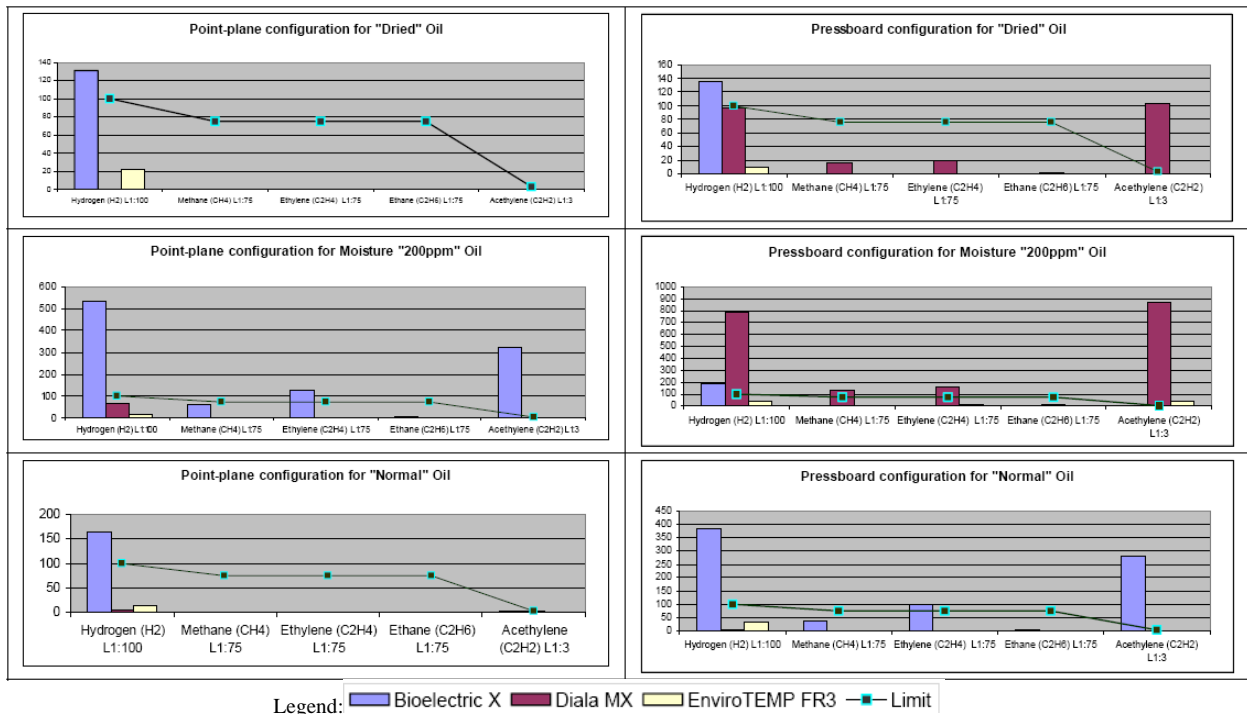 Point-plane configuration for "Dried" Oil
140
120
100
80
60
40
20
0
Hydrogen (H2) L1:100 Methane (CH4) L1:75 Ethylene (C2H4) L1:75 Ethane (C2H6) L1:75 Acethylene (C2H2) L1:3
Pressboard configuration for "Dried" Oil
160
140
120
100
80
60
40
20
0
Hydrogen (H2) L1:100 Methane (CH4) L1:75 Ethylene (C2H4) Ethane (C2H6) L1:75 Acethylene (C2H2)
L1:75 L1:3
Point-plane configuration for Moisture "200ppm" Oil
600
500
400
300
200
100
0
Hydrogen (H2) L1:100 Methane (CH4) L1:75 Ethylene (C2H4) L1:75 Ethane (C2H6) L1:75 Acethylene (C2H2) L1:3
Pressboard configuration for Moisture "200ppm" Oil
1000
900
800
700
600
500
400
300
200
100
0
Hydrogen (H2) L1:100 Methane (CH4) L1:75 Ethylene (C2H4) L1:75 Ethane (C2H6) L1:75 Acethylene (C2H2)
L1:3
Point-plane configuration for "Normal" Oil
200
150
100
50
0
Hydrogen (H2) Methane (CH4) Ethylene (C2H4) Ethane (C2H6) Acethylene
L1:100 L1:75 L1:75 L1:75 (C2H2) L1:3
Pressboard configuration for "Normal" Oil
450
400
350
300
250
200
150
100
50
0
Hydrogen (H2) L1:100 Methane (CH4) L1:75 Ethylene (C2H4) L1:75 Ethane (C2H6) L1:75 Acethylene (C2H2)
L1:3
Legend: Bioelectric X Diala MX EnviroTEMP FR3 Limit